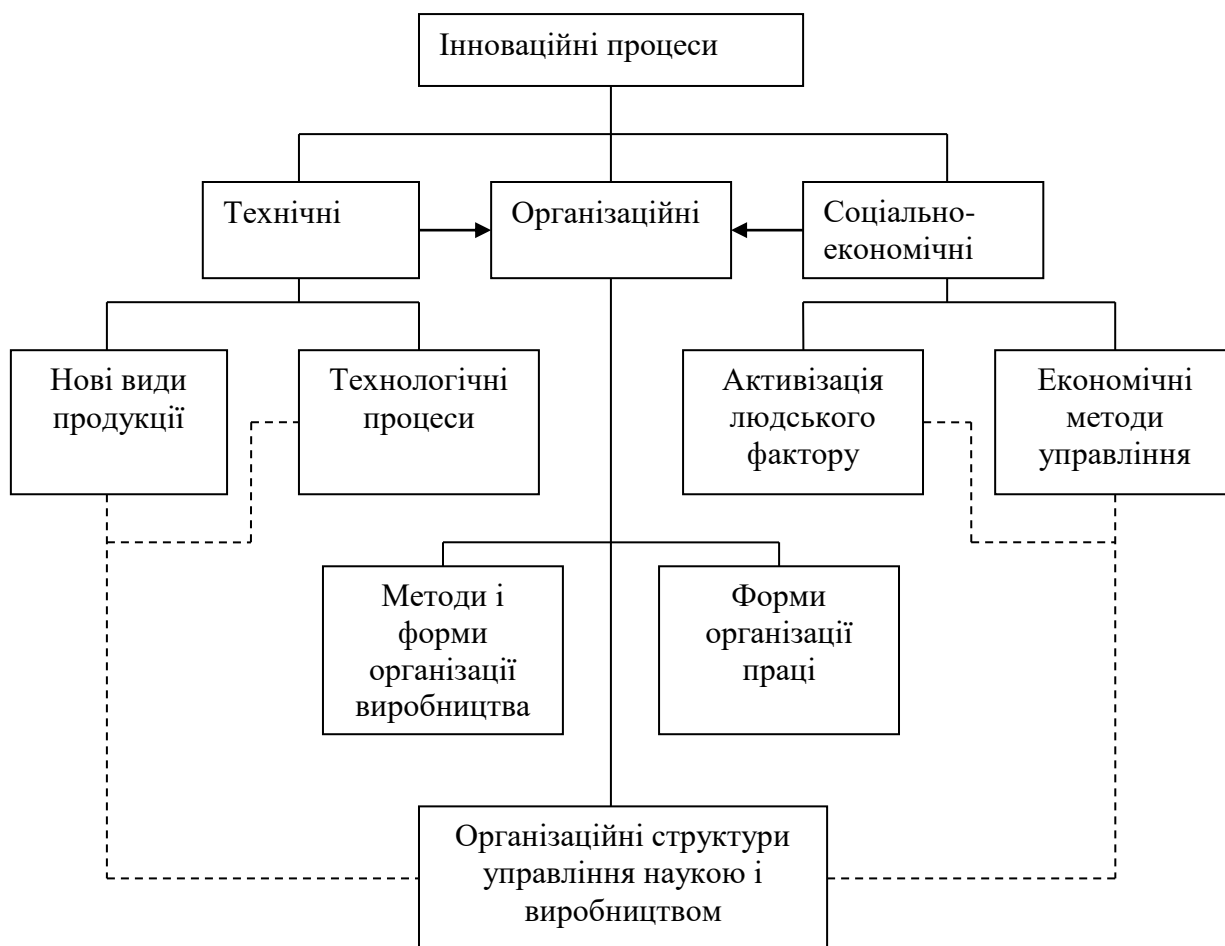 Інноваційні процеси
Технічні
Організаційні
Соціально-
економічні
Нові види
продукції
Технологічні
процеси
Активізація
людського
фактору
Економічні
методи
управління
Методи і
форми
організації
виробництва
Форми
організації
праці
Організаційні структури
управління наукою і
виробництвом